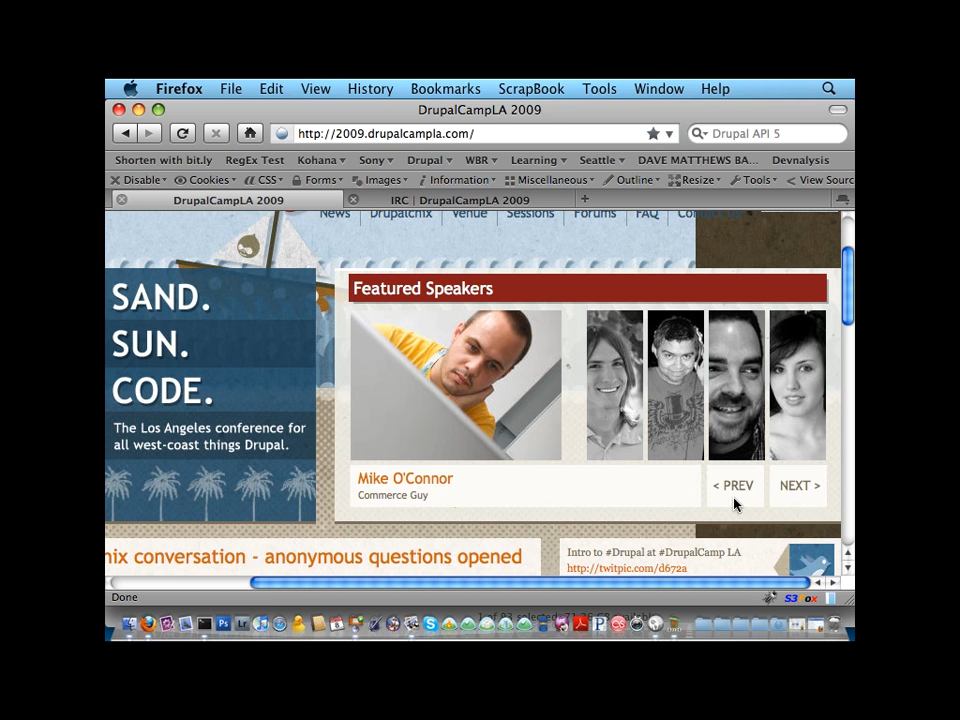 Firefox File Edit View History Bookmarks ScrapBook Tools Window Help
DrupalCampLA 2009
http://2009.drupalcampla.com/ Drupal API 5
Shorten with bit.ly RegEx Test Kohana Sony Drupal WBR Learning Seattle DAVE MATTHEWS BA... Devnalysis
Disable Cookies CSS Forms Images Information Miscellaneous Outline Resize Tools View Sourc
DrupalCampLA 2009 IRC | DrupalCampLA 2009
News Drupalchix Venue Sessions Forums FAQ Contact
SAND.
SUN.
CODE.
The Los Angeles conference for
all west-coast things Drupal.
Featured Speakers
Mike O'Connor
Commerce Guy
< PREV NEXT >
nix conversation - anonymous questions opened
Intro to #Drupal at #DrupalCamp LA
http://twitpic.com/d672a
Done S3Fox
Ps Lr